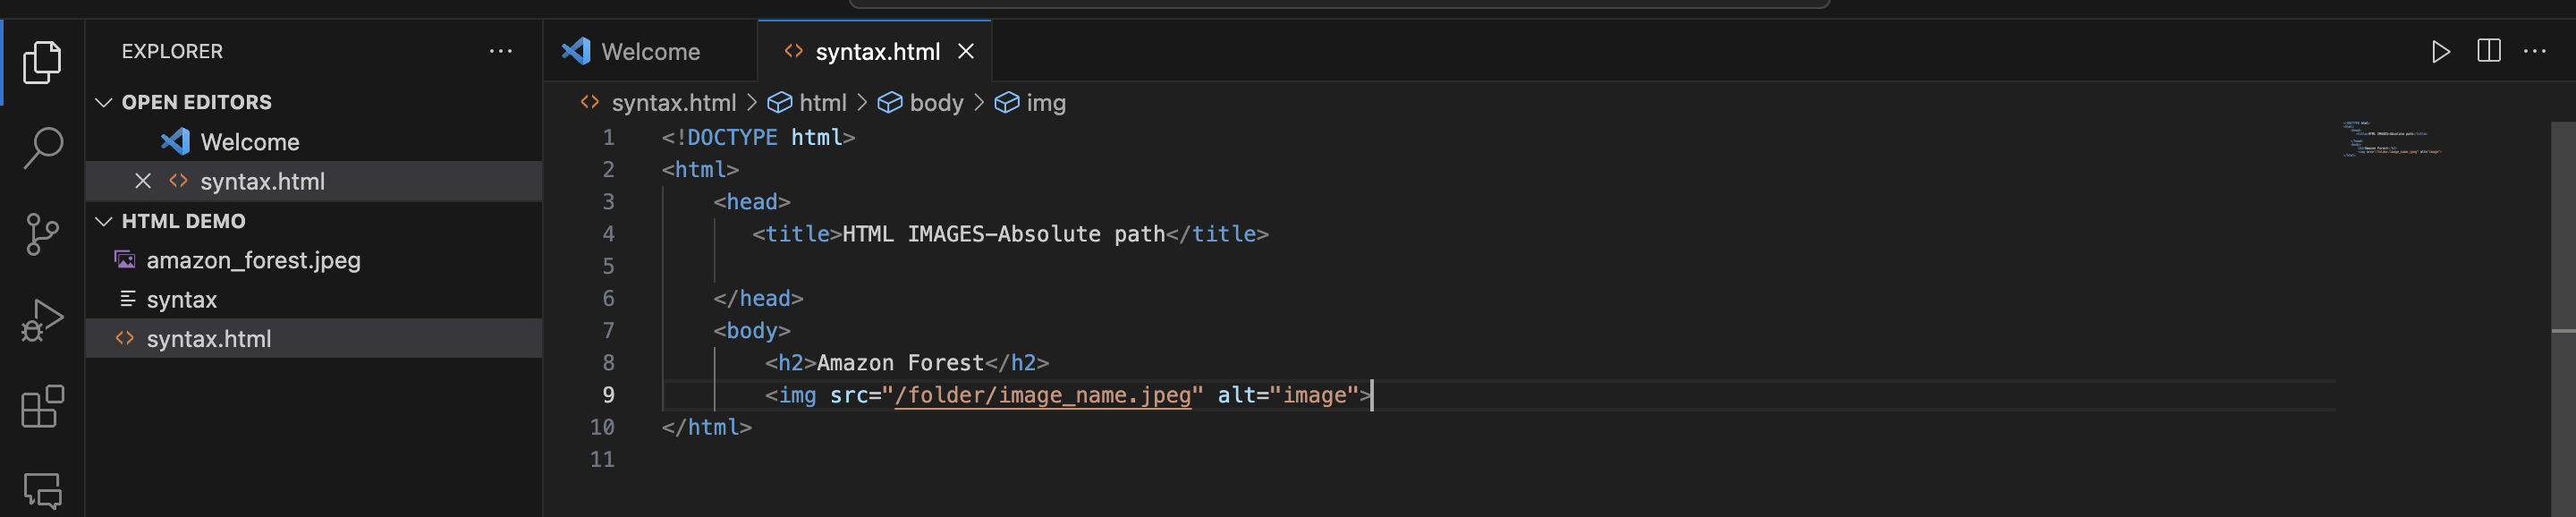 EXPLORER
OPEN EDITORS
Welcome
syntax.html
HTML DEMO
amazon_forest.jpeg
syntax
syntax.html
Welcome
syntax.html
syntax.html > html > body > img
1 <!DOCTYPE html>
2 <html>
3 <head>
4 <title>HTML IMAGES-Absolute path</title>
5
6 </head>
7 <body>
8 <h2>Amazon Forest</h2>
9 <img src="/folder/image_name.jpeg" alt="image">
10 </html>
11